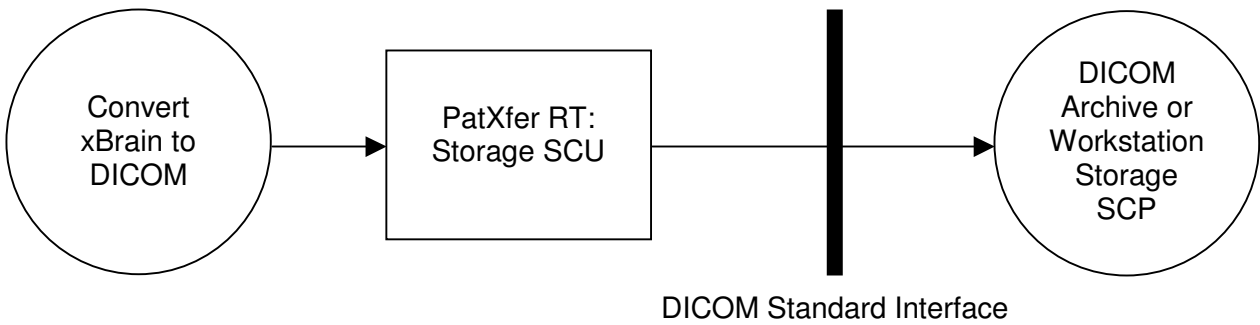 Convert
xBrain to
DICOM
PatXfer RT:
Storage SCU
DICOM
Archive or
Workstation
Storage
SCP
DICOM Standard Interface